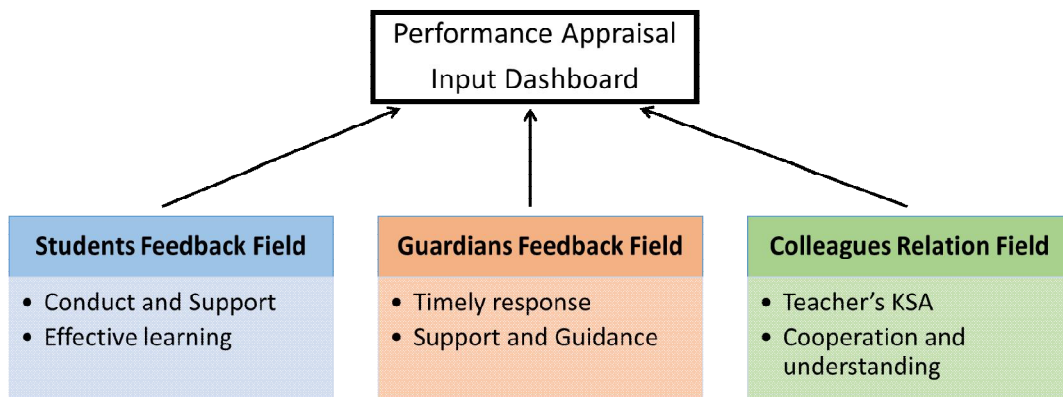 Performance Appraisal
Input Dashboard
Students Feedback Field
• Conduct and Support
• Effective learning
Guardians Feedback Field
• Timely response
• Support and Guidance
Colleagues Relation Field
• Teacher's KSA
• Cooperation and
understanding